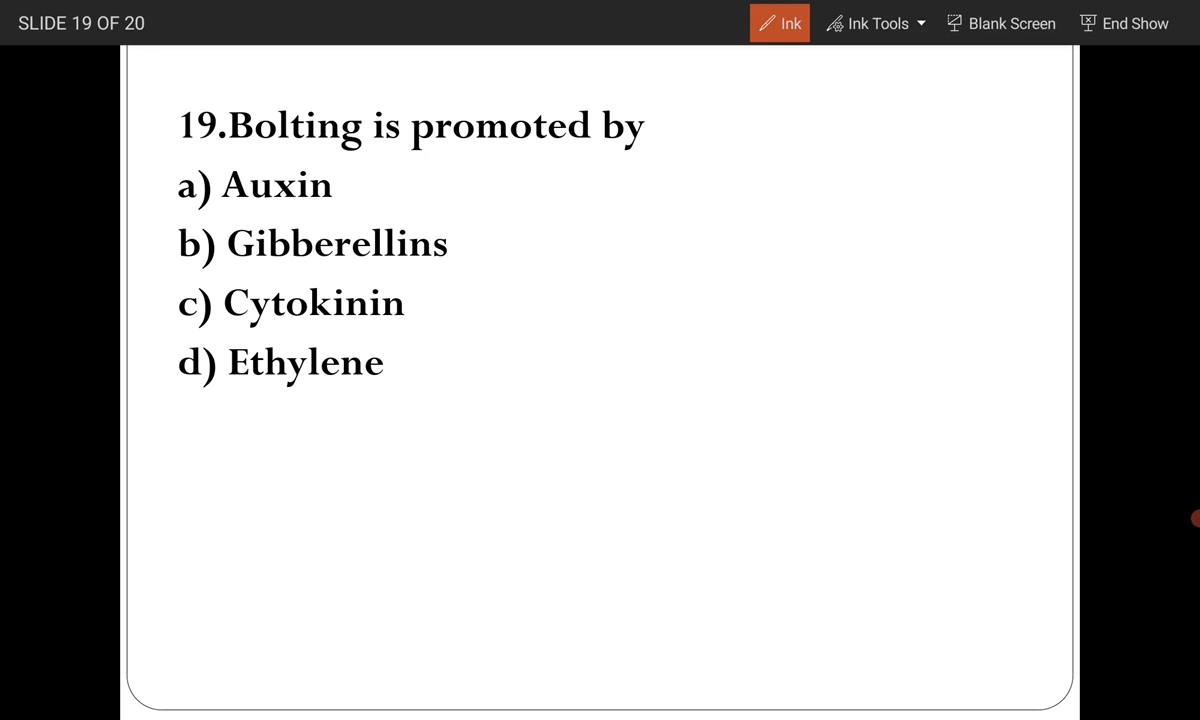 SLIDE 19 OF 20
Ink
Ink Tools
Blank Screen
End Show
19.Bolting is promoted by
a) Auxin
b) Gibberellins
c) Cytokinin
d) Ethylene